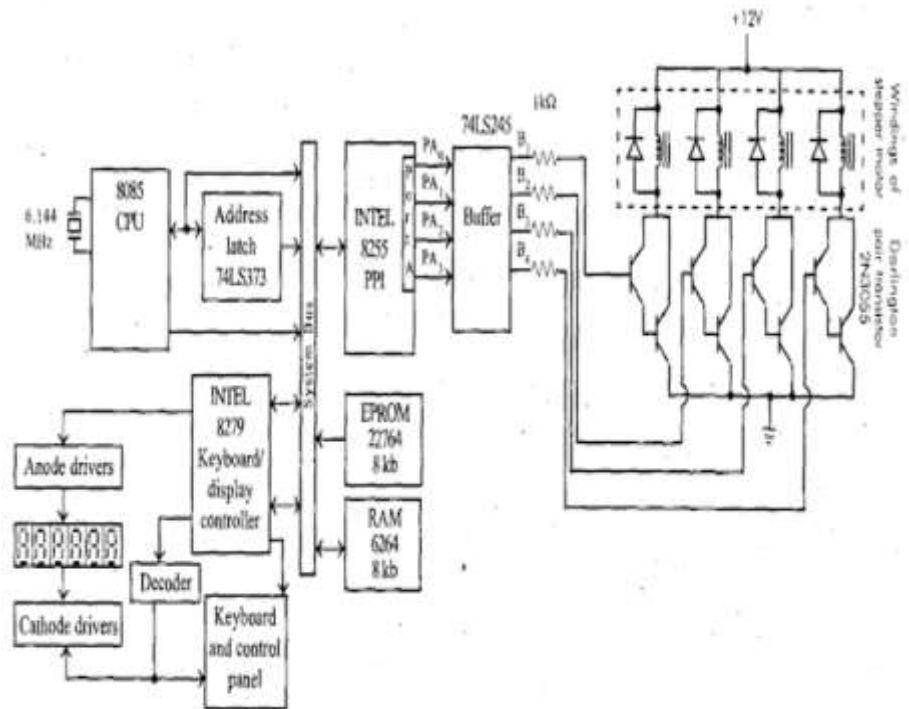 +12V
Windings of
stepper motor
1kΩ
74LS245
8085
CPU
6.144
MHz
Address
latch
74LS373
System Bus
INTEL
8255
PPI
Port A
PA₀
PA₁
PA₂
PA₃
Buffer
B₁
B₂
B₃
B₄
Darlington
pair transistor
2N3055
INTEL
8279
Keyboard/
display
controller
EPROM
22764
8 kb
RAM
6264
8 kb
Anode drivers
Decoder
Cathode drivers
Keyboard
and control
panel